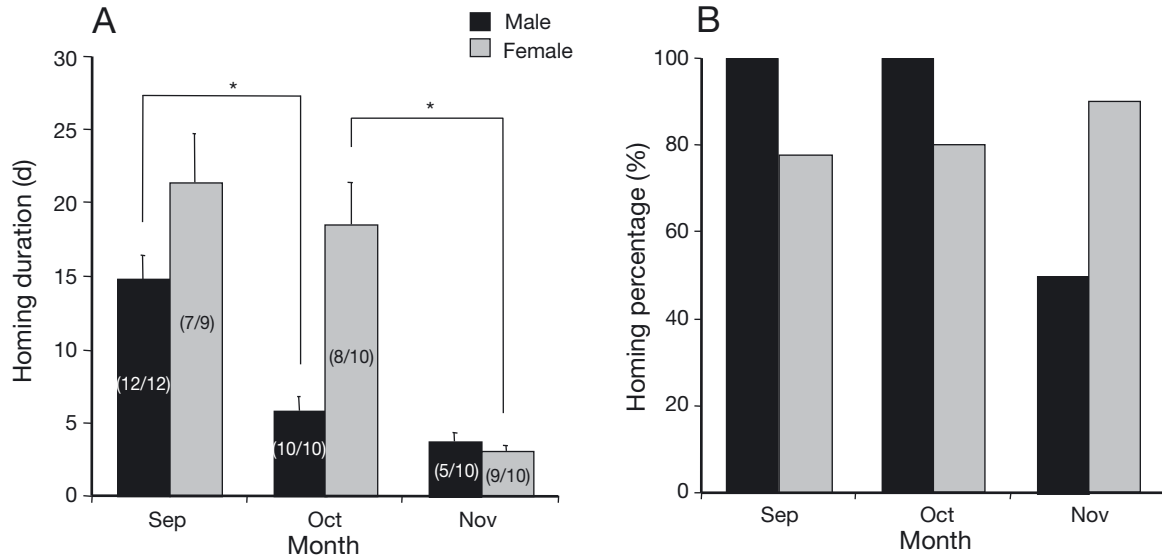 A
Male
Female
Homing duration (d)
30
25
20
15
10
5
0
*
*
(12/12)
(7/9)
(10/10)
(8/10)
(5/10)
(9/10)
Sep
Oct
Nov
Month
B
Homing percentage (%)
100
80
60
40
20
0
Sep
Oct
Nov
Month